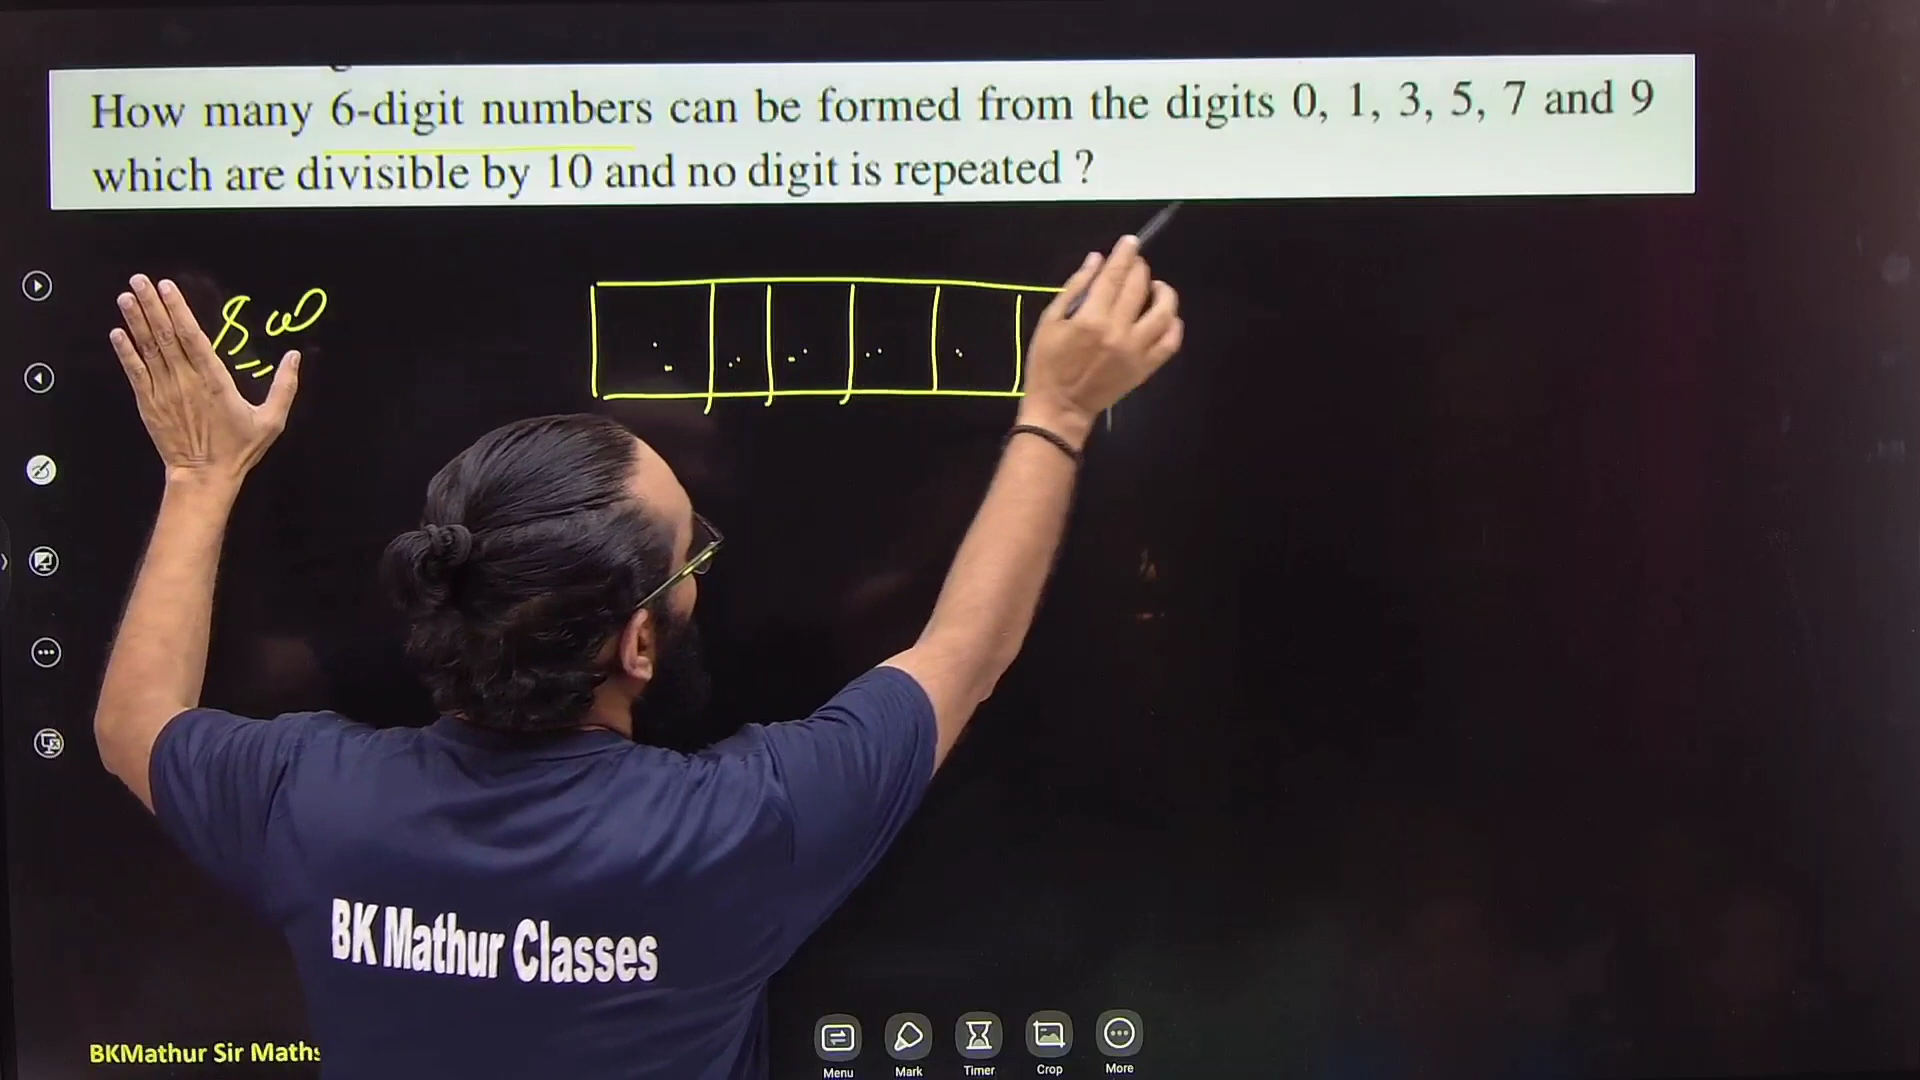 How many 6-digit numbers can be formed from the digits 0, 1, 3, 5, 7 and 9
which are divisible by 10 and no digit is repeated ?
BK Mathur Classes
BKMathur Sir Maths
Menu Mark Timer Crop More